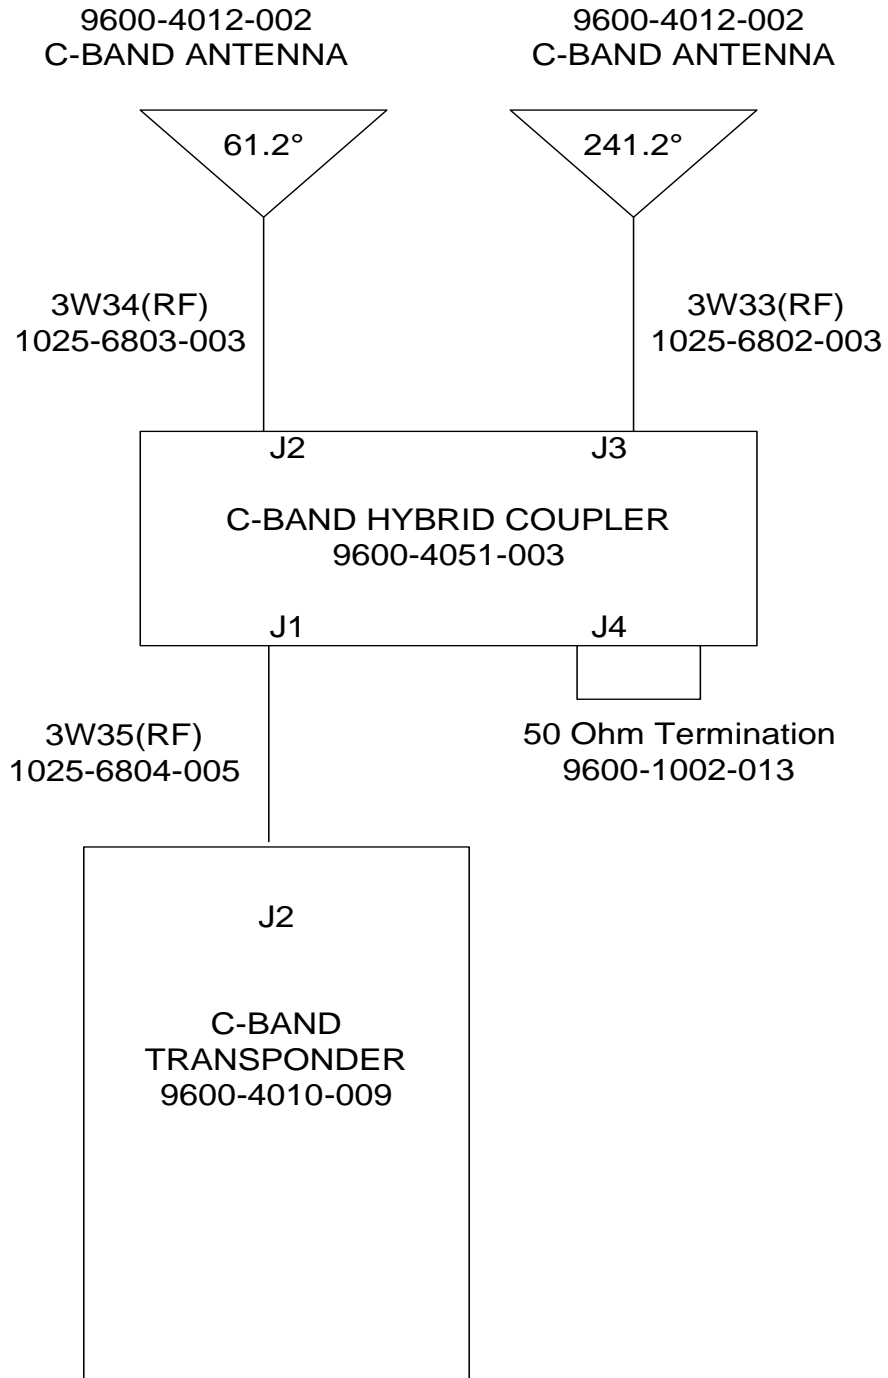 9600-4012-002
C-BAND ANTENNA
9600-4012-002
C-BAND ANTENNA
61.2°
241.2°
3W34(RF)
1025-6803-003
3W33(RF)
1025-6802-003
J2
J3
C-BAND HYBRID COUPLER
9600-4051-003
J1
J4
3W35(RF)
1025-6804-005
50 Ohm Termination
9600-1002-013
J2
C-BAND
TRANSPONDER
9600-4010-009